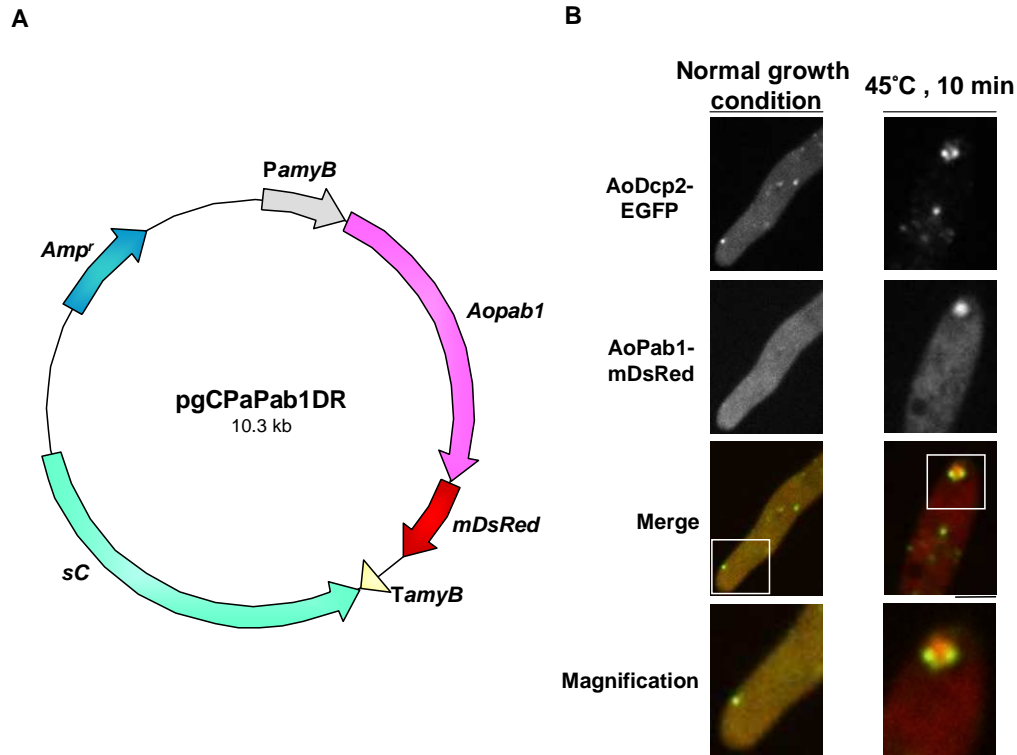 A
PamyB
Ampʳ
Aopab1
pgCPaPab1DR
10.3 kb
mDsRed
sC
TamyB
B
Normal growth
condition
45°C , 10 min
AoDcp2-
EGFP
AoPab1-
mDsRed
Merge
Magnification